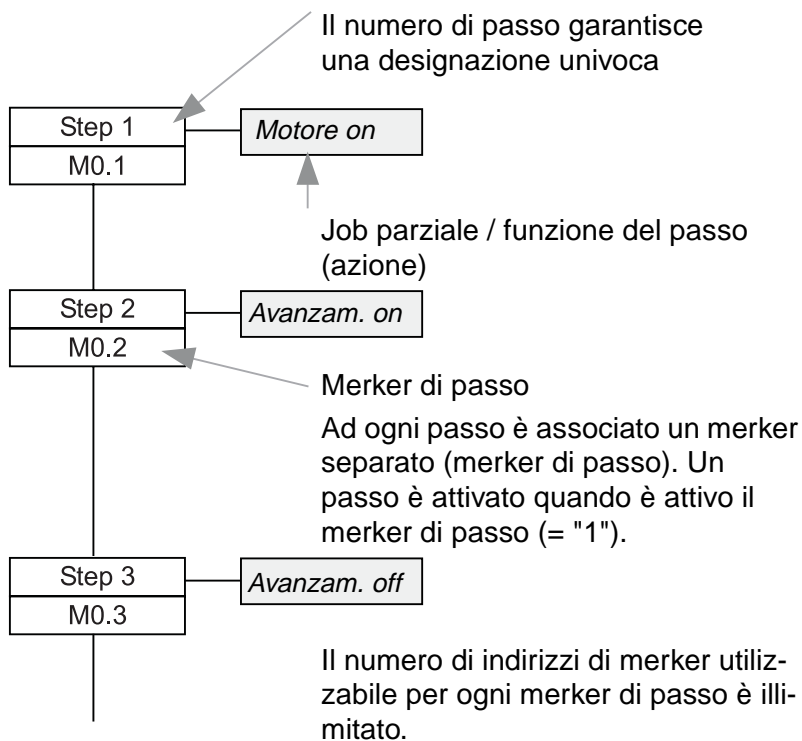 Il numero di passo garantisce
una designazione univoca
Step 1
Motore on
M0.1
Job parziale / funzione del passo
(azione)
Step 2
Avanzam. on
M0.2
Merker di passo
Ad ogni passo è associato un merker
separato (merker di passo). Un
passo è attivato quando è attivo il
merker di passo (= "1").
Step 3
Avanzam. off
M0.3
Il numero di indirizzi di merker utiliz-
zabile per ogni merker di passo è illi-
mitato.